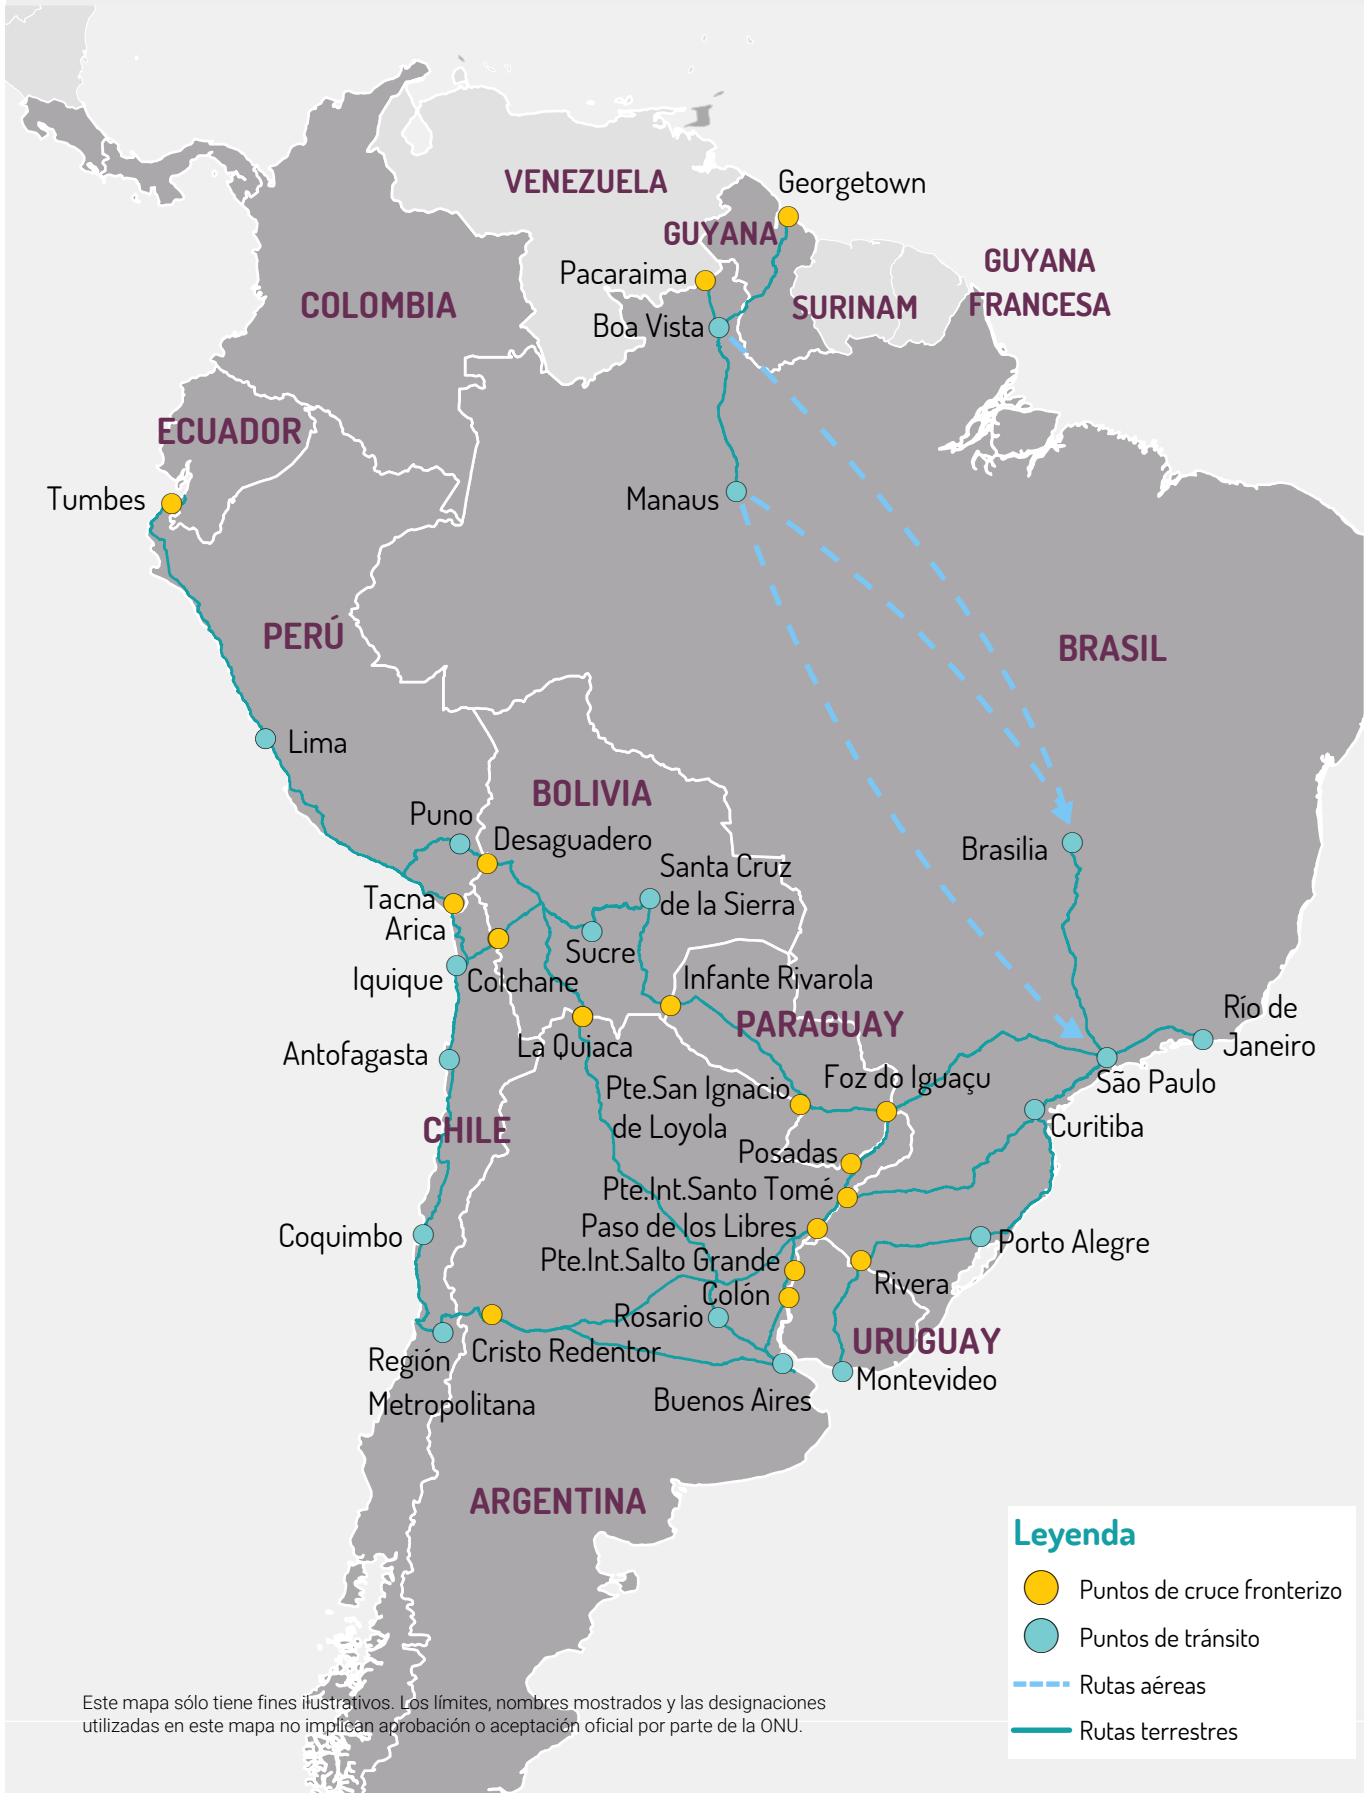 VENEZUELA
Georgetown
GUYANA
GUYANA
FRANCESA
Pacaraima
COLOMBIA
SURINAM
Boa Vista
ECUADOR
Tumbes
Manaus
PERÚ
BRASIL
Lima
BOLIVIA
Puno
Desaguadero
Brasilia
Santa Cruz
de la Sierra
Tacna
Arica
Sucre
Iquique
Colchane
Infante Rivarola
PARAGUAY
Río de
Janeiro
La Quiaca
Antofagasta
Foz do Iguaçu
São Paulo
Pte.San Ignacio
de Loyola
CHILE
Curitiba
Posadas
Pte.Int.Santo Tomé
Paso de los Libres
Coquimbo
Porto Alegre
Pte.Int.Salto Grande
Rivera
Colón
Rosario
URUGUAY
Región
Metropolitana
Cristo Redentor
Montevideo
Buenos Aires
ARGENTINA
Leyenda
Puntos de cruce fronterizo
Puntos de tránsito
Rutas aéreas
Rutas terrestres
Este mapa sólo tiene fines ilustrativos. Los límites, nombres mostrados y las designaciones
utilizadas en este mapa no implican aprobación o aceptación oficial por parte de la ONU.